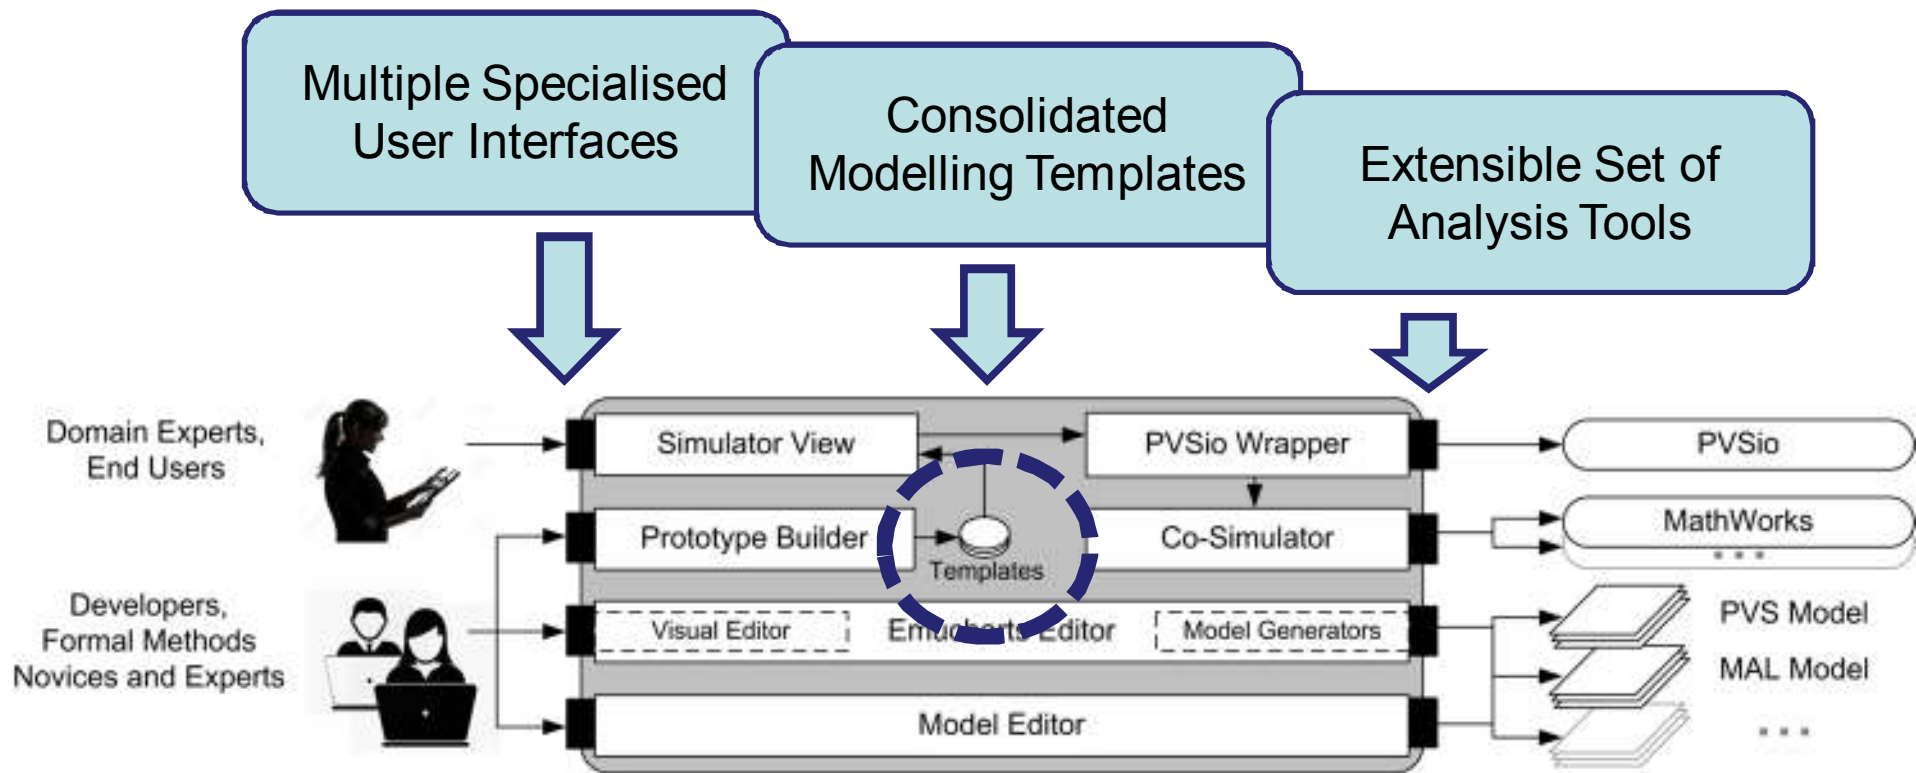 Multiple Specialised
User Interfaces
Consolidated
Modelling Templates
Extensible Set of
Analysis Tools
Domain Experts,
End Users
Simulator View
PVSio Wrapper
PVSio
Prototype Builder
Templates
Co-Simulator
MathWorks
...
Developers,
Formal Methods
Novices and Experts
Visual Editor
Emucharts Editor
Model Generators
PVS Model
MAL Model
Model Editor
...